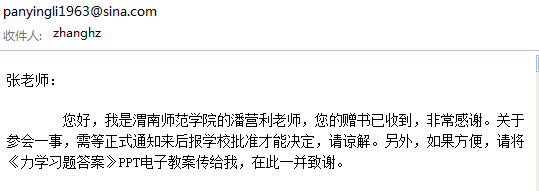 panyingli1963@sina.com
收件人： zhanghz
张老师：
您好，我是渭南师范学院的潘营利老师，您的赠书已收到，非常感谢。关于
参会一事，需等正式通知来后报学校批准才能决定，请谅解。另外，如果方便，请将
《力学习题答案》PPT电子教案传给我，在此一并致谢。